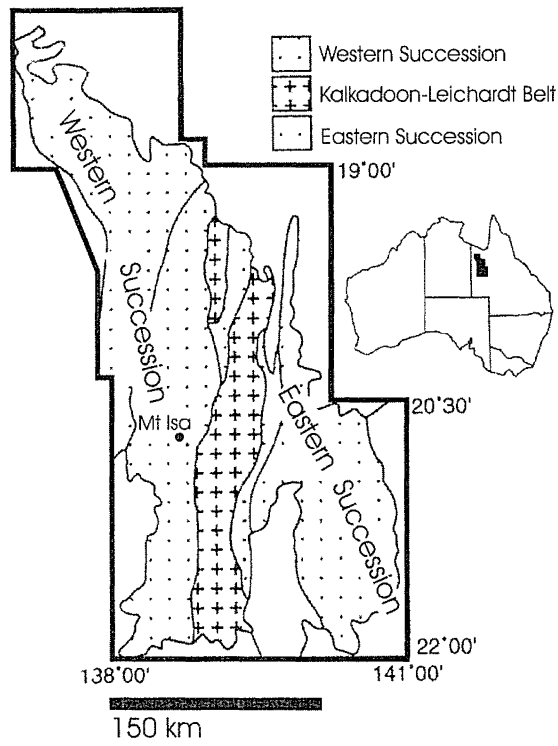 Western Succession
Kalkadoon-Leichardt Belt
Eastern Succession
19°00'
Western Succession
Mt Isa
Eastern Succession
20°30'
22°00'
138°00'
141°00'
150 km